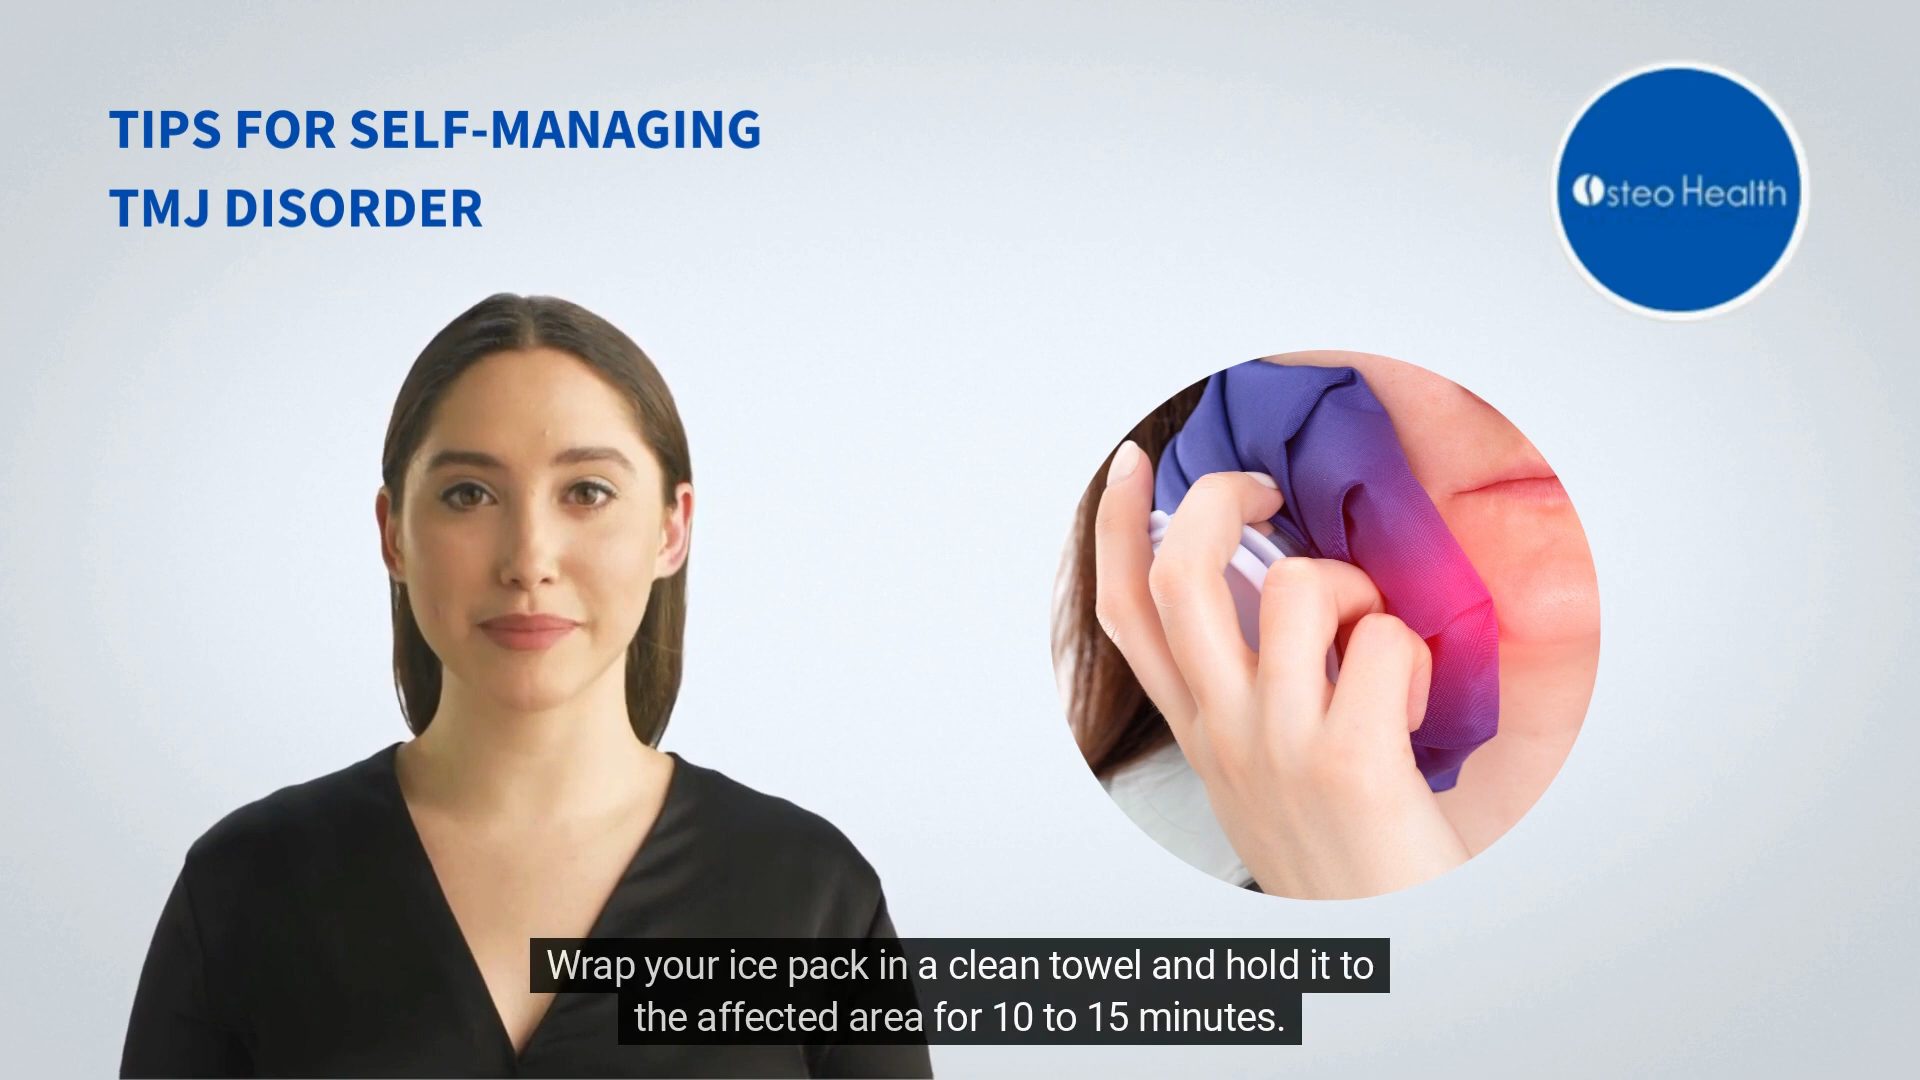 TIPS FOR SELF-MANAGING
TMJ DISORDER
Osteo Health
Wrap your ice pack in a clean towel and hold it to
the affected area for 10 to 15 minutes.